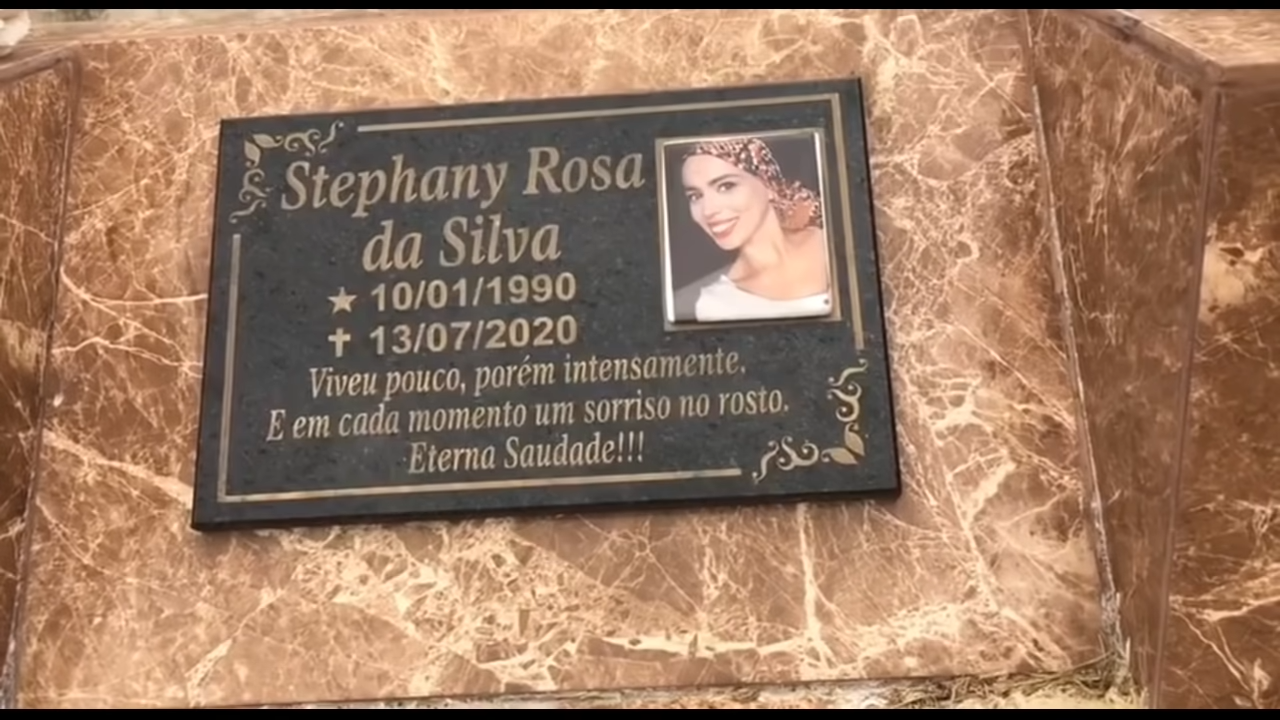 Stephany Rosa
da Silva
★ 10/01/1990
✝ 13/07/2020
Viveu pouco, porém intensamente.
E em cada momento um sorriso no rosto.
Eterna Saudade!!!